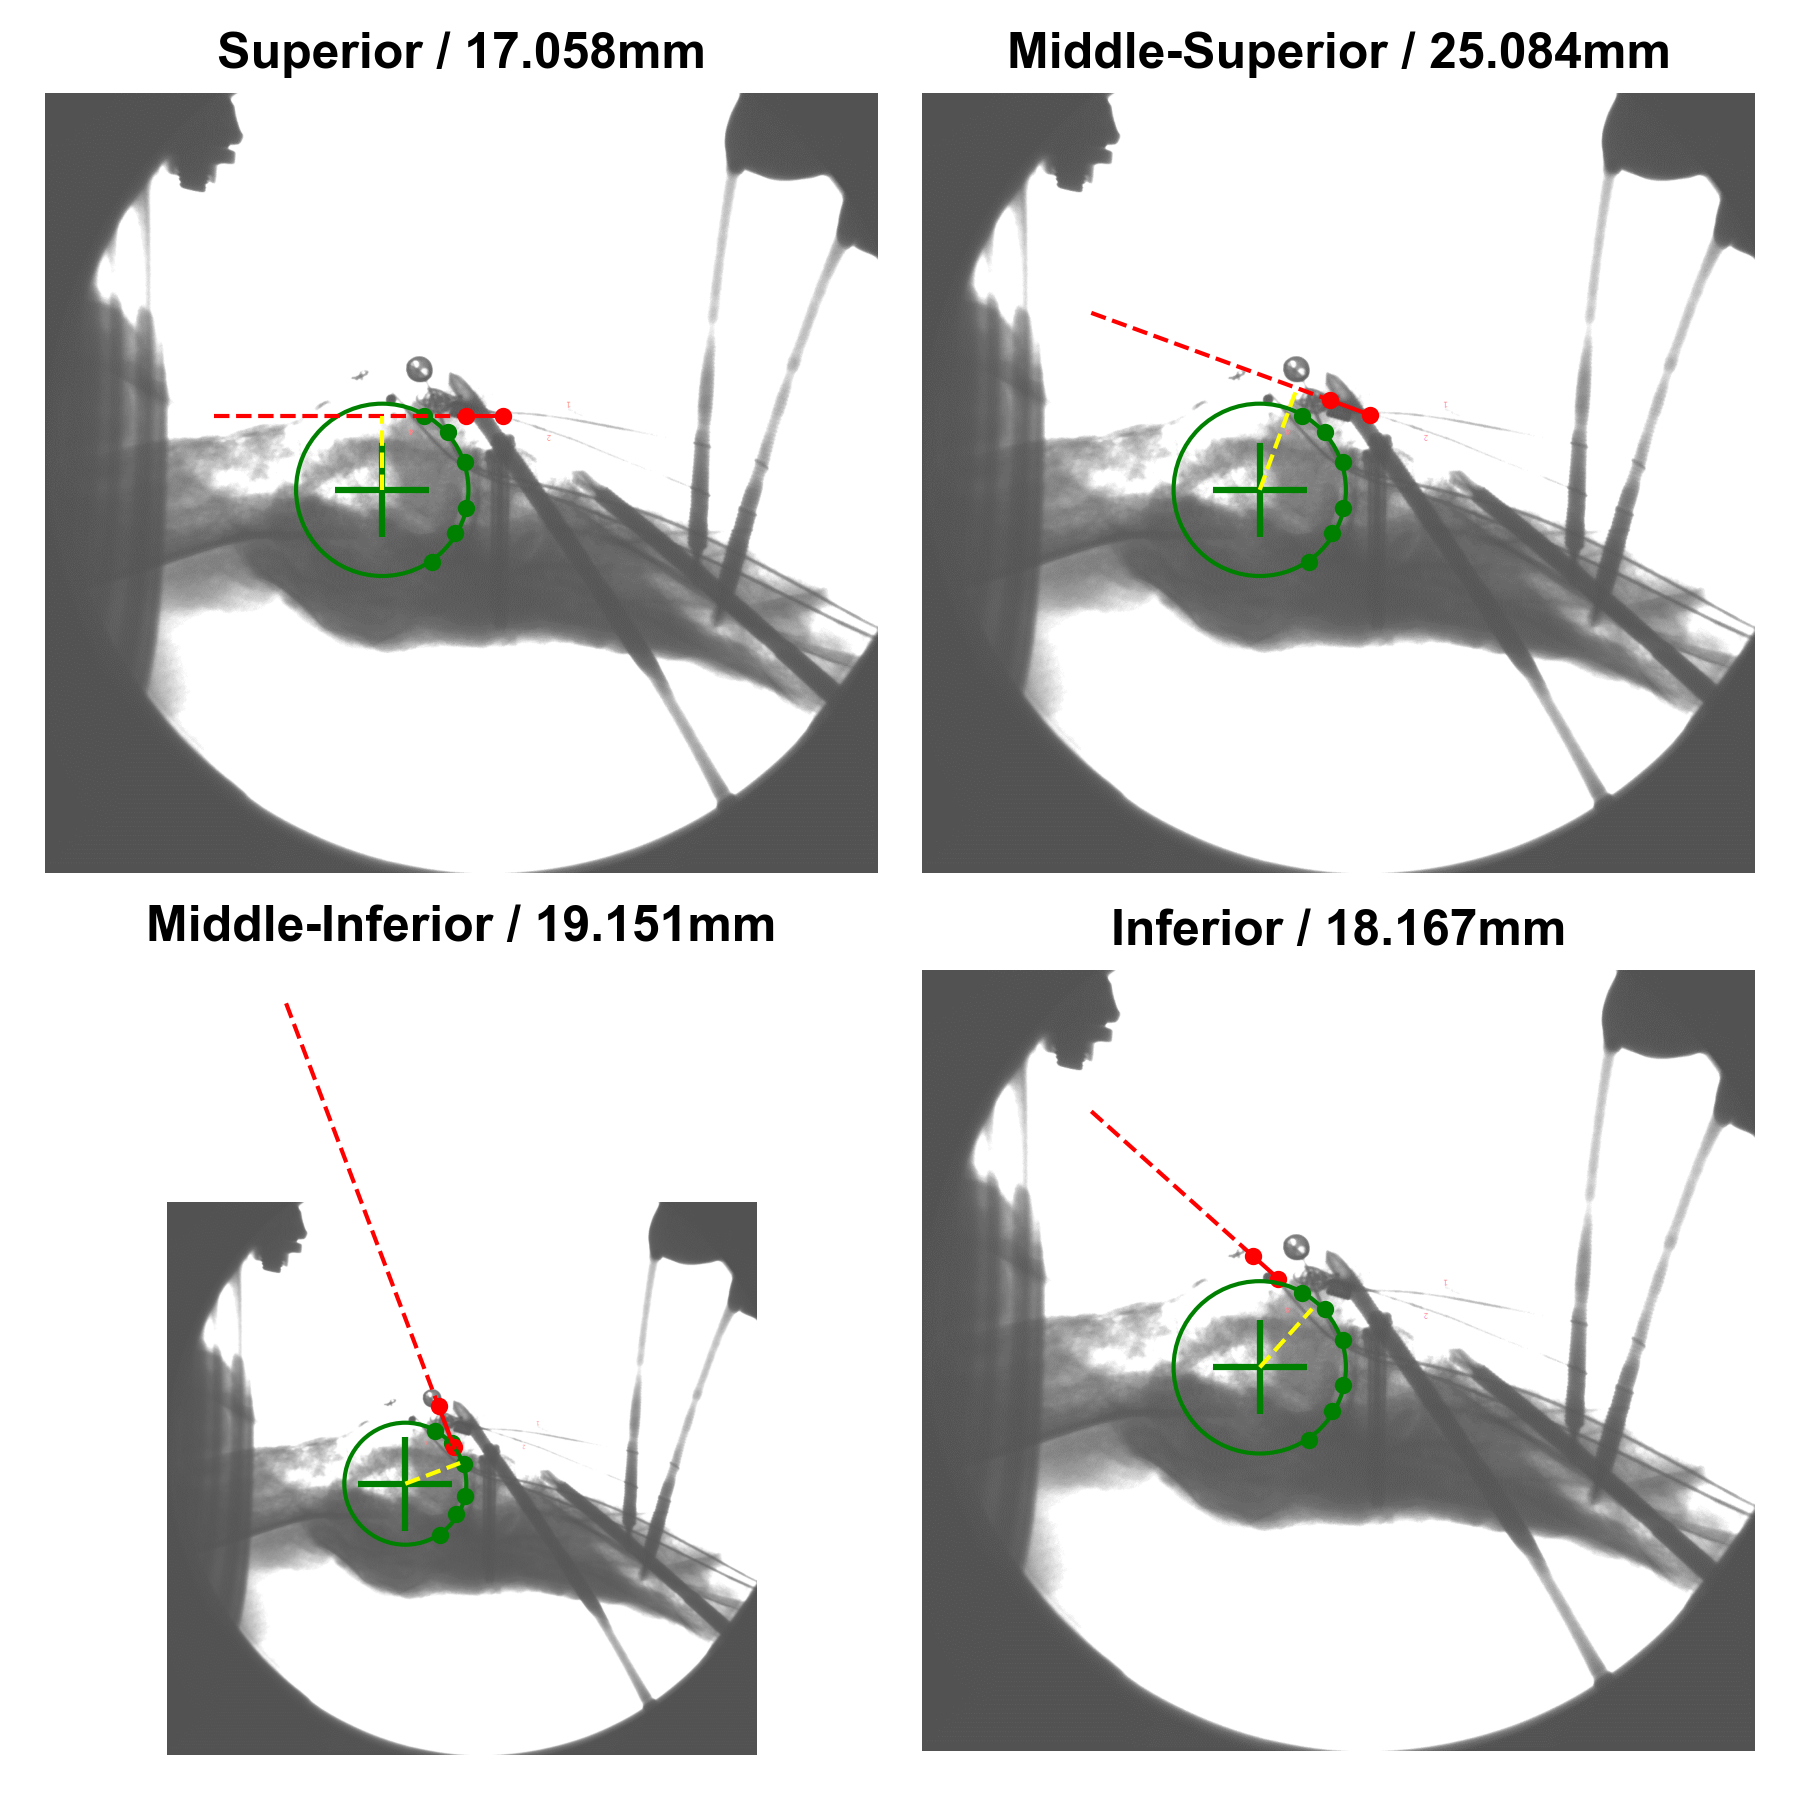 Superior / 17.058mm
Middle-Superior / 25.084mm
Middle-Inferior / 19.151mm
Inferior / 18.167mm